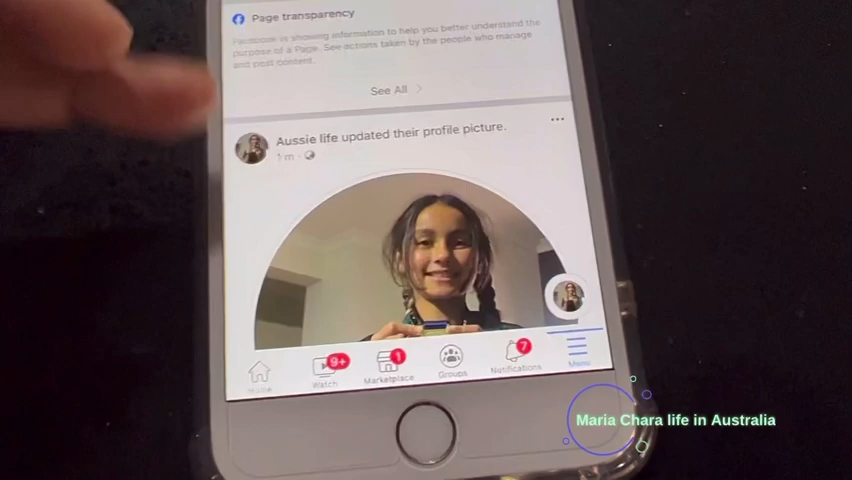 Page transparency
Facebook is showing information to help you better understand the
purpose of a Page. See actions taken by the people who manage
and post content.
See All
Aussie life updated their profile picture.
1 m
9+
1
7
Home
Watch
Marketplace
Groups
Notifications
Menu
Maria Chara life in Australia